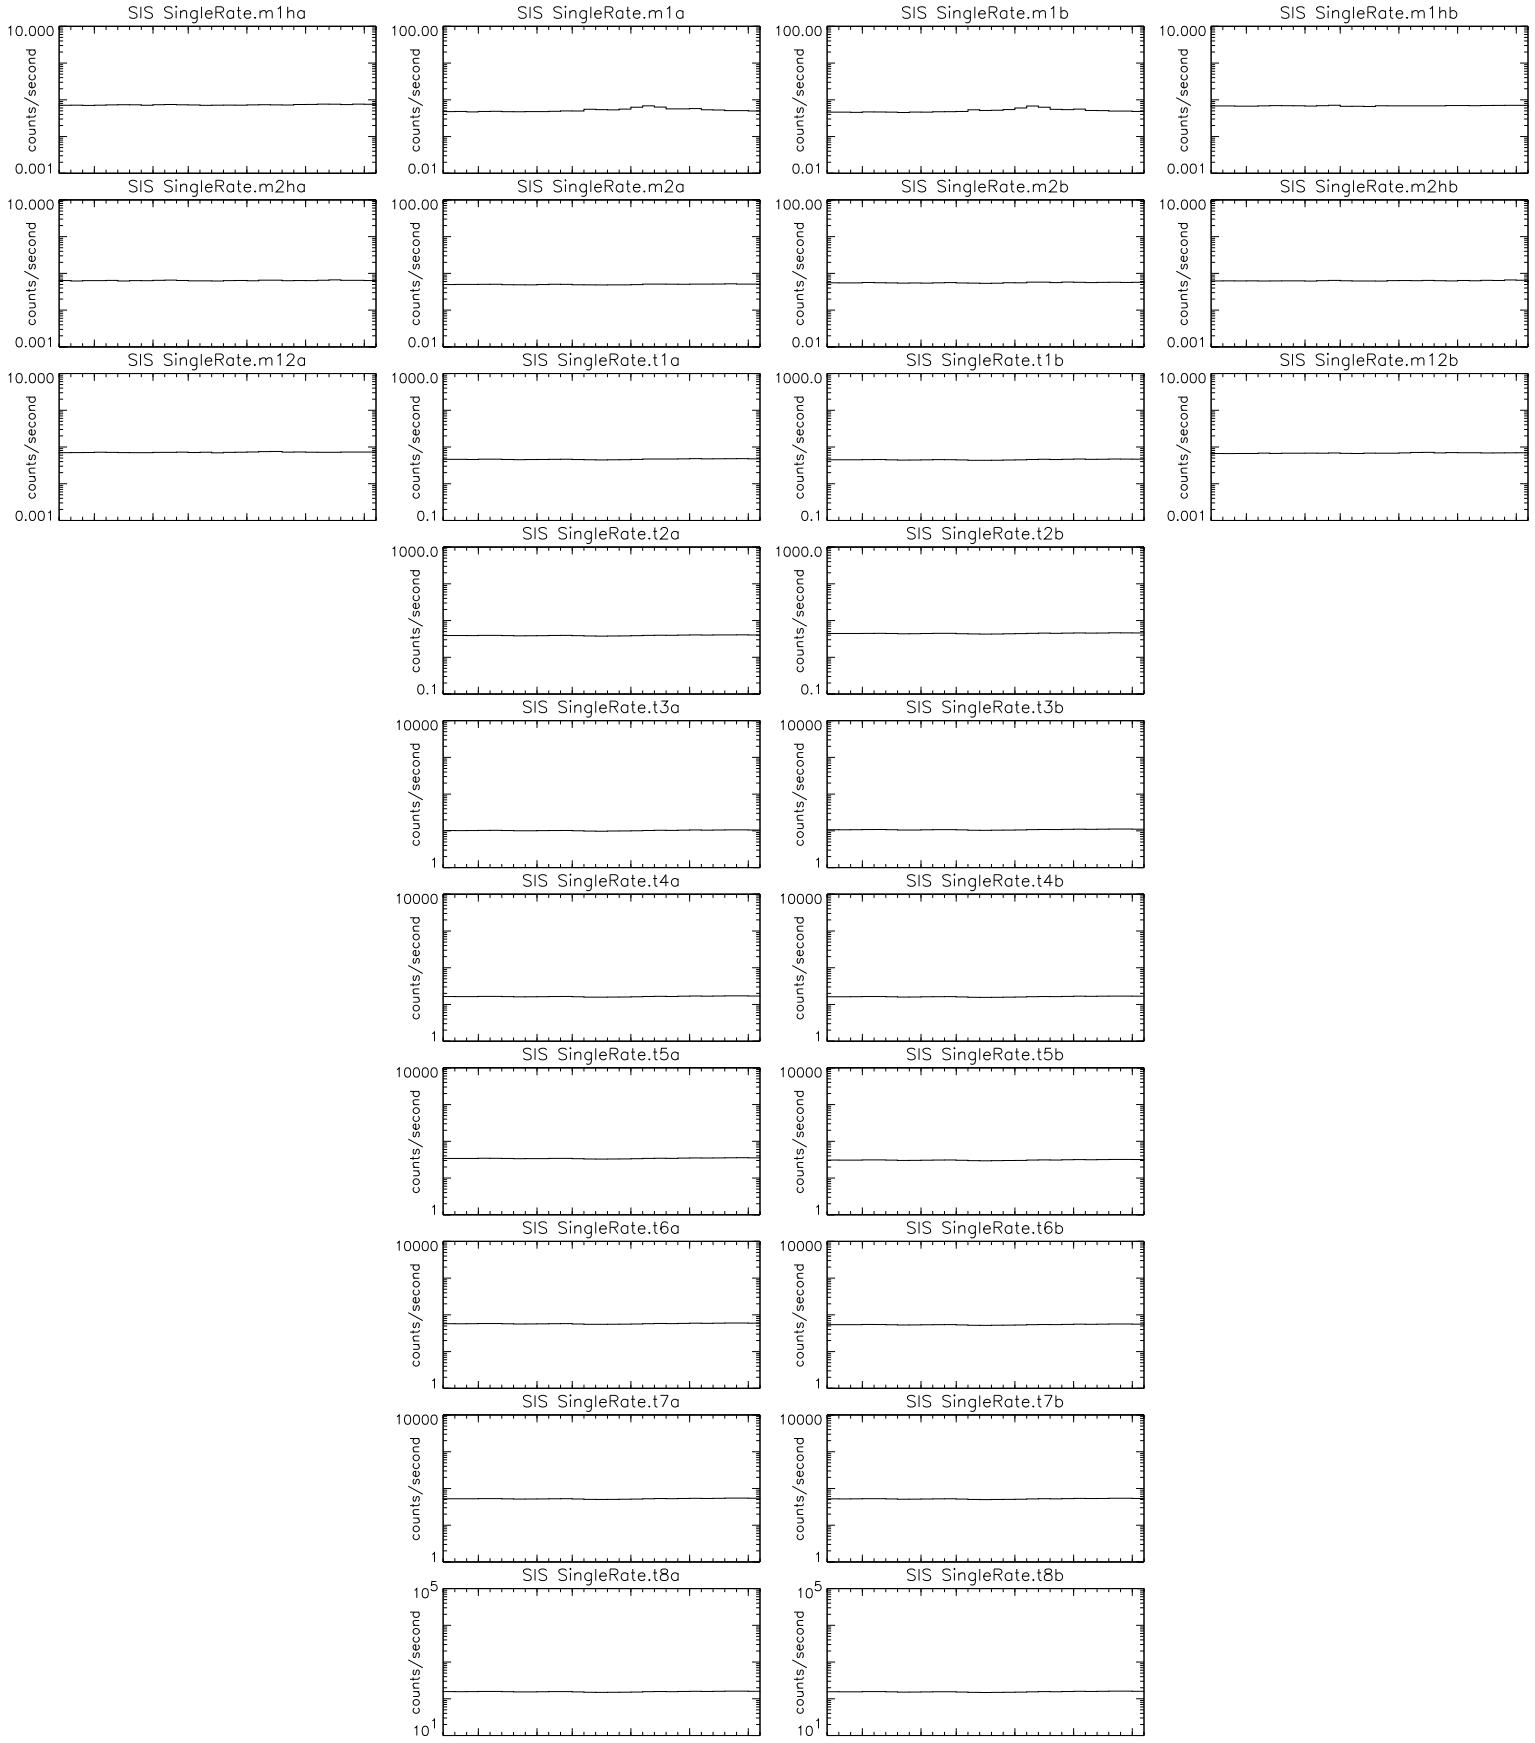 SIS SingleRate.m1ha
10.000
counts/second
0.001
SIS SingleRate.m1a
100.00
counts/second
0.01
SIS SingleRate.m1b
100.00
counts/second
0.01
SIS SingleRate.m1hb
10.000
counts/second
0.001
SIS SingleRate.m2ha
10.000
counts/second
0.001
SIS SingleRate.m2a
100.00
counts/second
0.01
SIS SingleRate.m2b
100.00
counts/second
0.01
SIS SingleRate.m2hb
10.000
counts/second
0.001
SIS SingleRate.m12a
10.000
counts/second
0.001
SIS SingleRate.t1a
1000.0
counts/second
0.1
SIS SingleRate.t1b
1000.0
counts/second
0.1
SIS SingleRate.m12b
10.000
counts/second
0.001
SIS SingleRate.t2a
1000.0
counts/second
0.1
SIS SingleRate.t2b
1000.0
counts/second
0.1
SIS SingleRate.t3a
10000
counts/second
1
SIS SingleRate.t3b
10000
counts/second
1
SIS SingleRate.t4a
10000
counts/second
1
SIS SingleRate.t4b
10000
counts/second
1
SIS SingleRate.t5a
10000
counts/second
1
SIS SingleRate.t5b
10000
counts/second
1
SIS SingleRate.t6a
10000
counts/second
1
SIS SingleRate.t6b
10000
counts/second
1
SIS SingleRate.t7a
10000
counts/second
1
SIS SingleRate.t7b
10000
counts/second
1
SIS SingleRate.t8a
10⁵
counts/second
10¹
SIS SingleRate.t8b
10⁵
counts/second
10¹